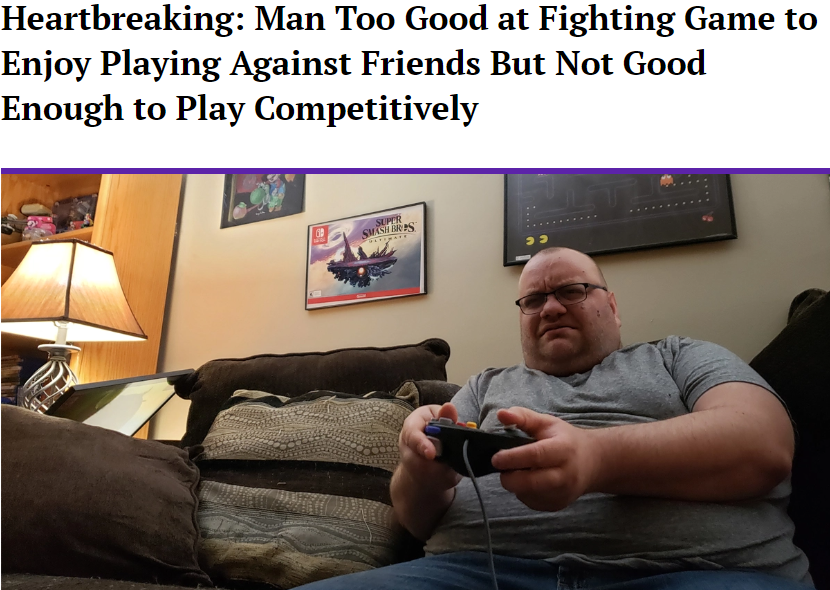 Heartbreaking: Man Too Good at Fighting Game to
Enjoy Playing Against Friends But Not Good
Enough to Play Competitively
SUPER
SMASH BROS.
ULTIMATE